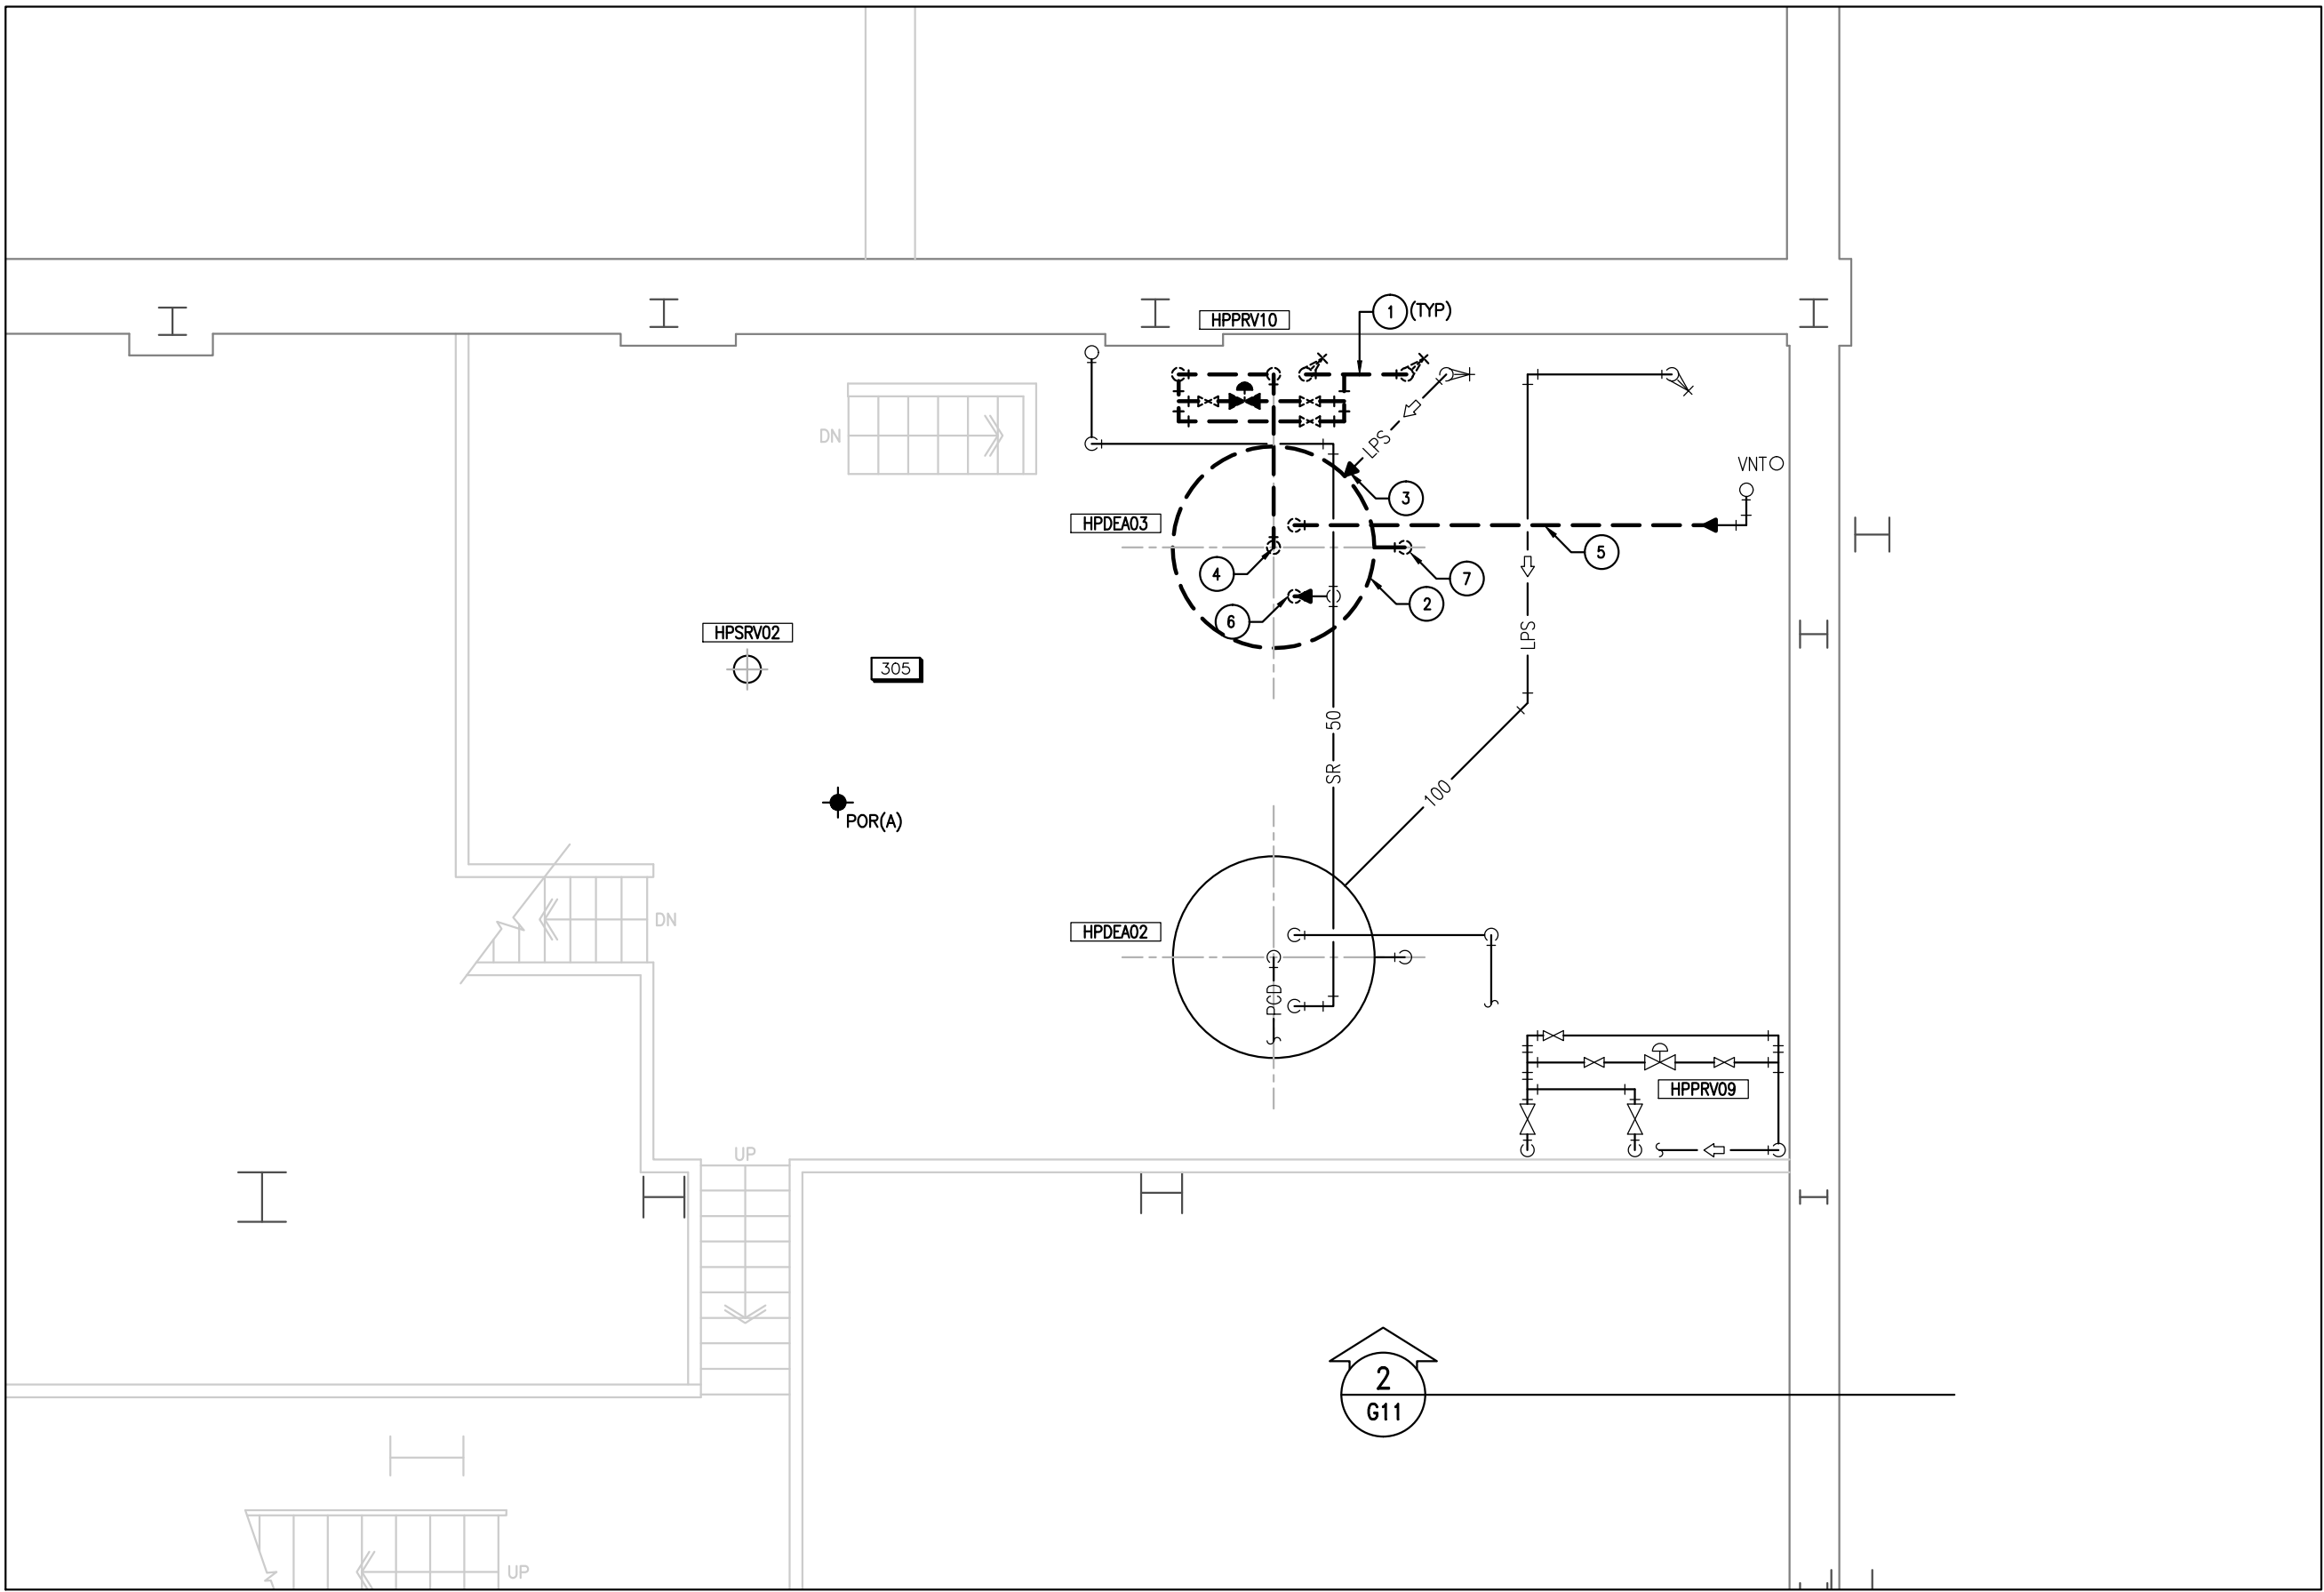 HPPRV10
1 (TYP)
DN
LPS
VNT
3
HPDEA03
5
4
7
2
6
HPSRV02
305
LPS
50
SR
100
POR(A)
DN
HPDEA02
PCD
HPPRV09
UP
2
G11
UP